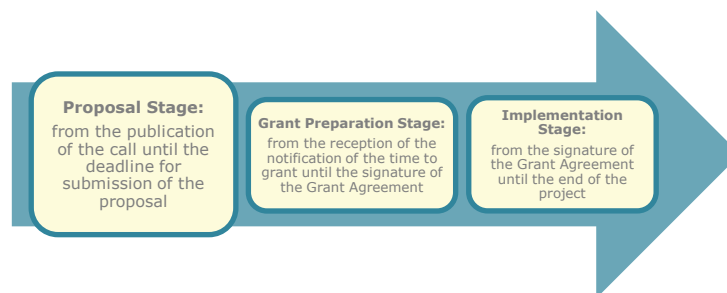 Proposal Stage:
from the publication
of the call until the
deadline for
submission of the
proposal
Grant Preparation Stage:
from the reception of the
notification of the time to
grant until the signature of
the Grant Agreement
Implementation
Stage:
from the signature of
the Grant Agreement
until the end of the
project